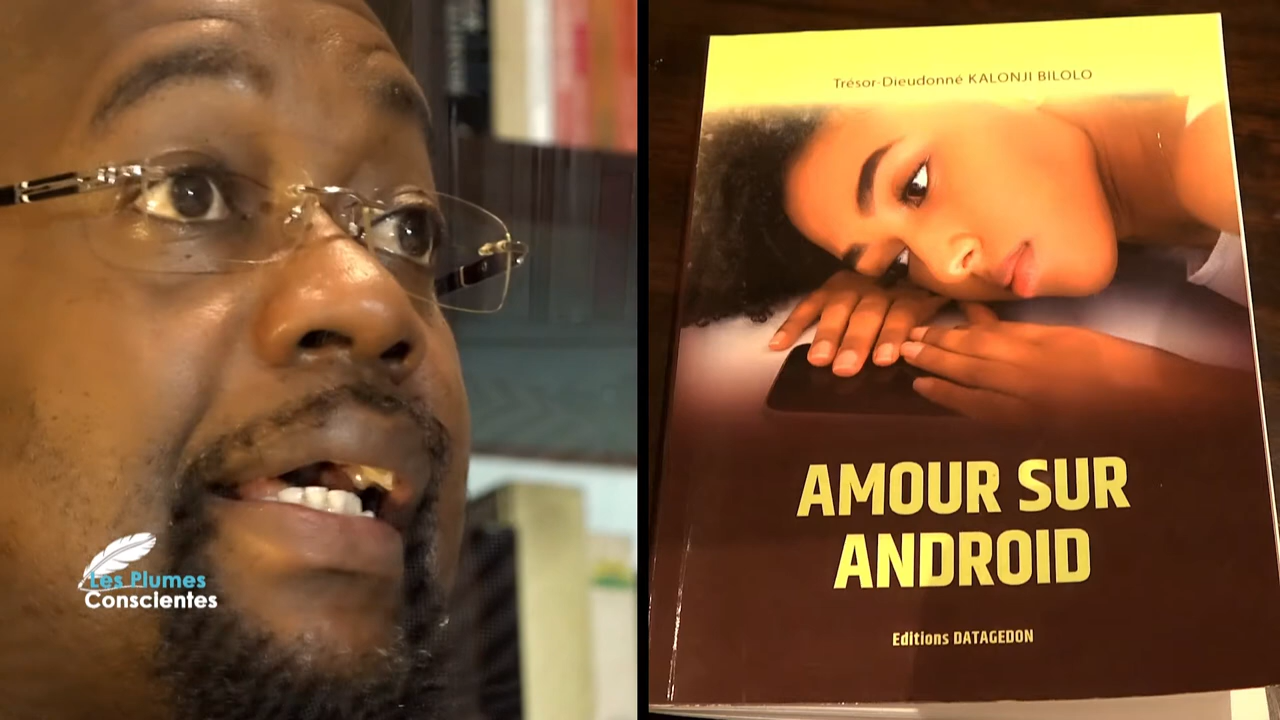 Les Plumes
Conscientes
Trésor-Dieudonné KALONJI BILOLO
AMOUR SUR
ANDROID
Editions DATAGEDON